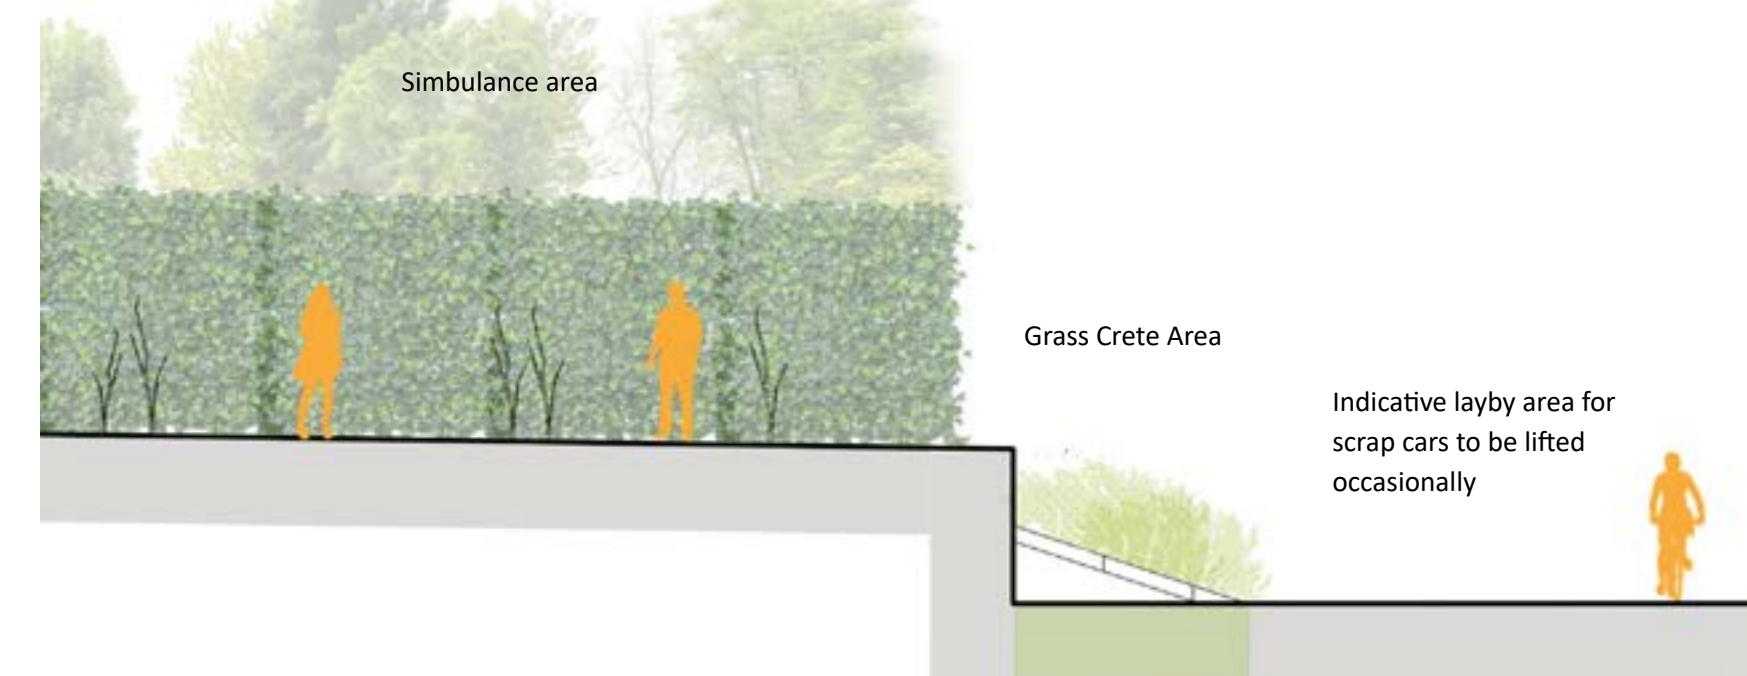 Simbulance area
Grass Crete Area
Indicative layby area for
scrap cars to be lifted
occasionally